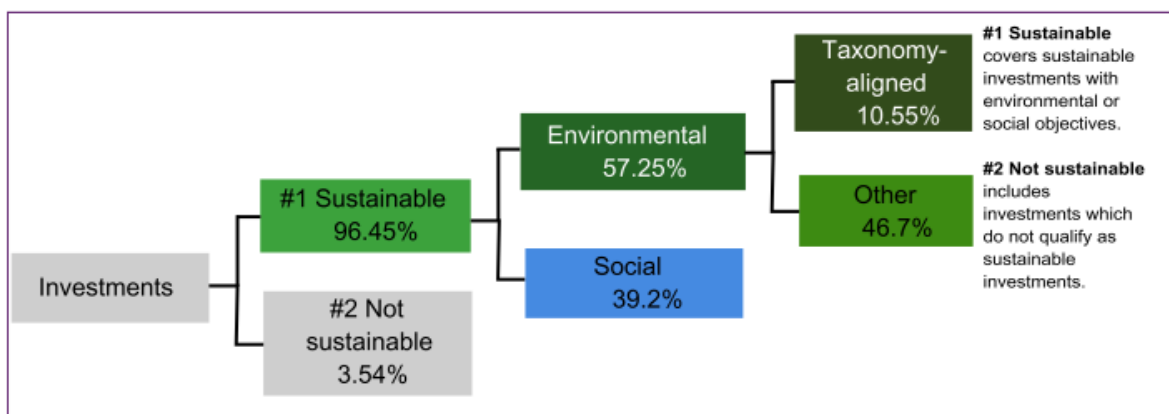 Investments
#1 Sustainable
96.45%
#2 Not
sustainable
3.54%
Environmental
57.25%
Social
39.2%
Taxonomy-
aligned
10.55%
Other
46.7%
#1 Sustainable
covers sustainable
investments with
environmental or
social objectives.
#2 Not sustainable
includes
investments which
do not qualify as
sustainable
investments.